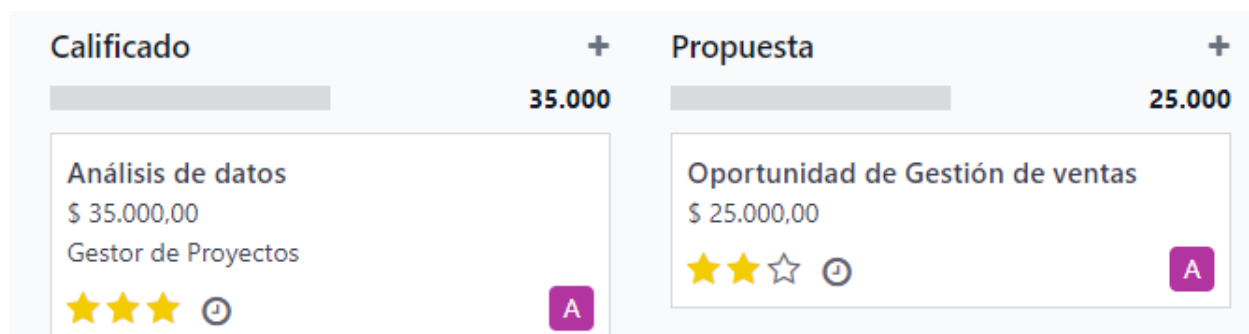 Calificado
35.000
Análisis de datos
$ 35.000,00
Gestor de Proyectos
A
Propuesta
25.000
Oportunidad de Gestión de ventas
$ 25.000,00
A